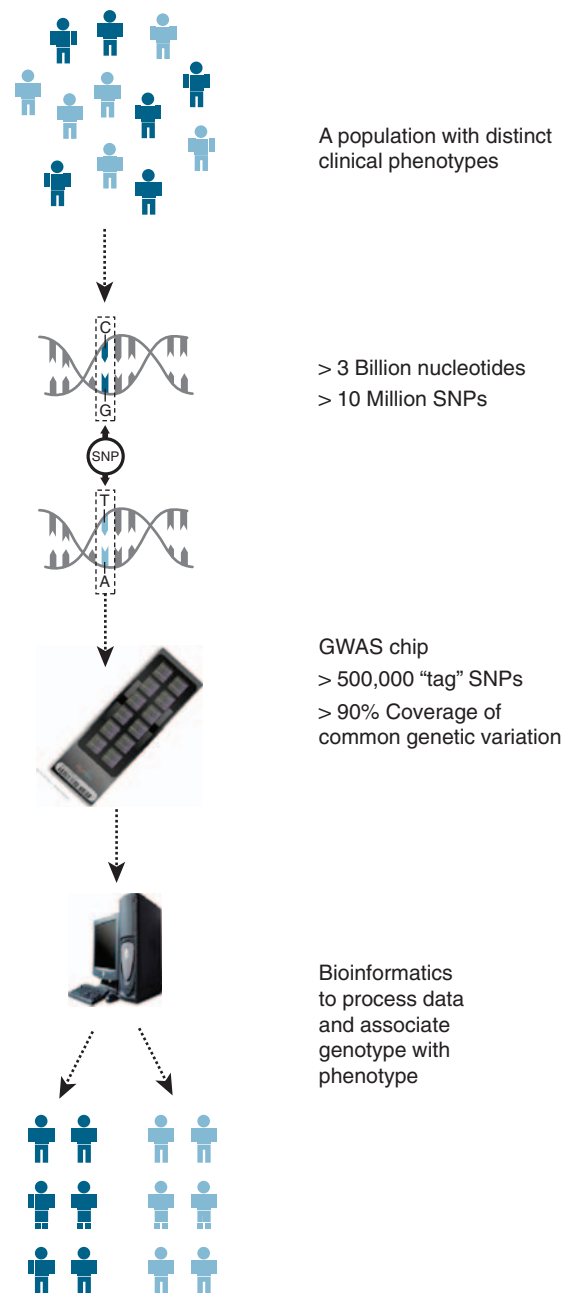 A population with distinct
clinical phenotypes
C
G
SNP
T
A
> 3 Billion nucleotides
> 10 Million SNPs
GWAS chip
> 500,000 “tag” SNPs
> 90% Coverage of
common genetic variation
Bioinformatics
to process data
and associate
genotype with
phenotype